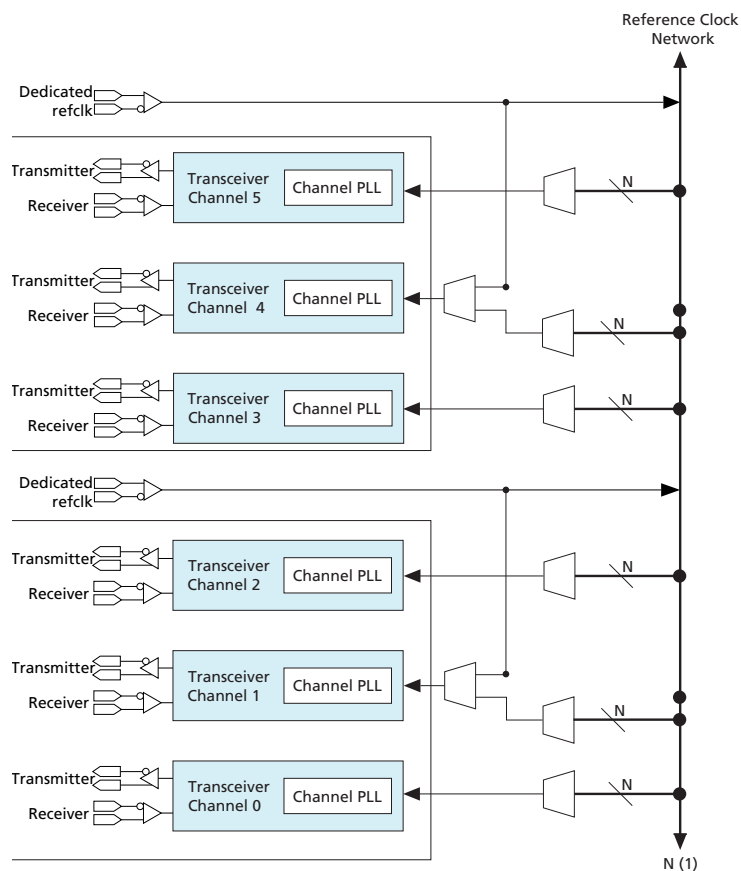 Reference Clock
Network
Dedicated
refclk
Transmitter
Receiver
Transceiver
Channel 5
Channel PLL
N
Transmitter
Receiver
Transceiver
Channel 4
Channel PLL
N
Transmitter
Receiver
Transceiver
Channel 3
Channel PLL
N
Dedicated
refclk
Transmitter
Receiver
Transceiver
Channel 2
Channel PLL
N
Transmitter
Receiver
Transceiver
Channel 1
Channel PLL
N
Transmitter
Receiver
Transceiver
Channel 0
Channel PLL
N
N (1)